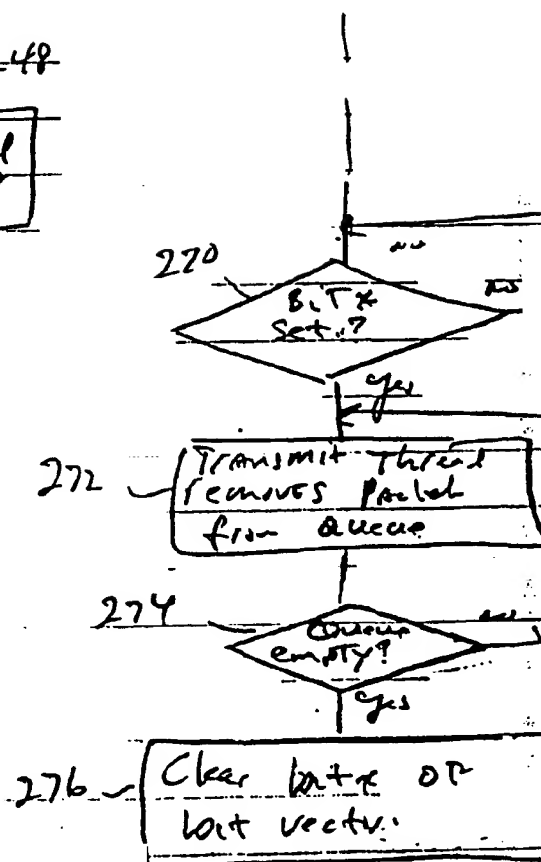 48
no
270
Bit x
set?
no
yes
272
Transmit Thread
removes Packet
from Queue
274
Queue
empty?
no
yes
276
Clear bit x of
bit vector.